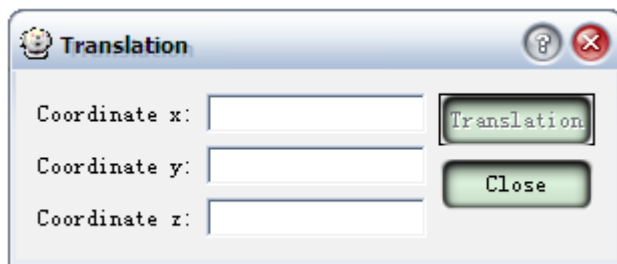 Translation
Coordinate x:
Translation
Coordinate y:
Close
Coordinate z: